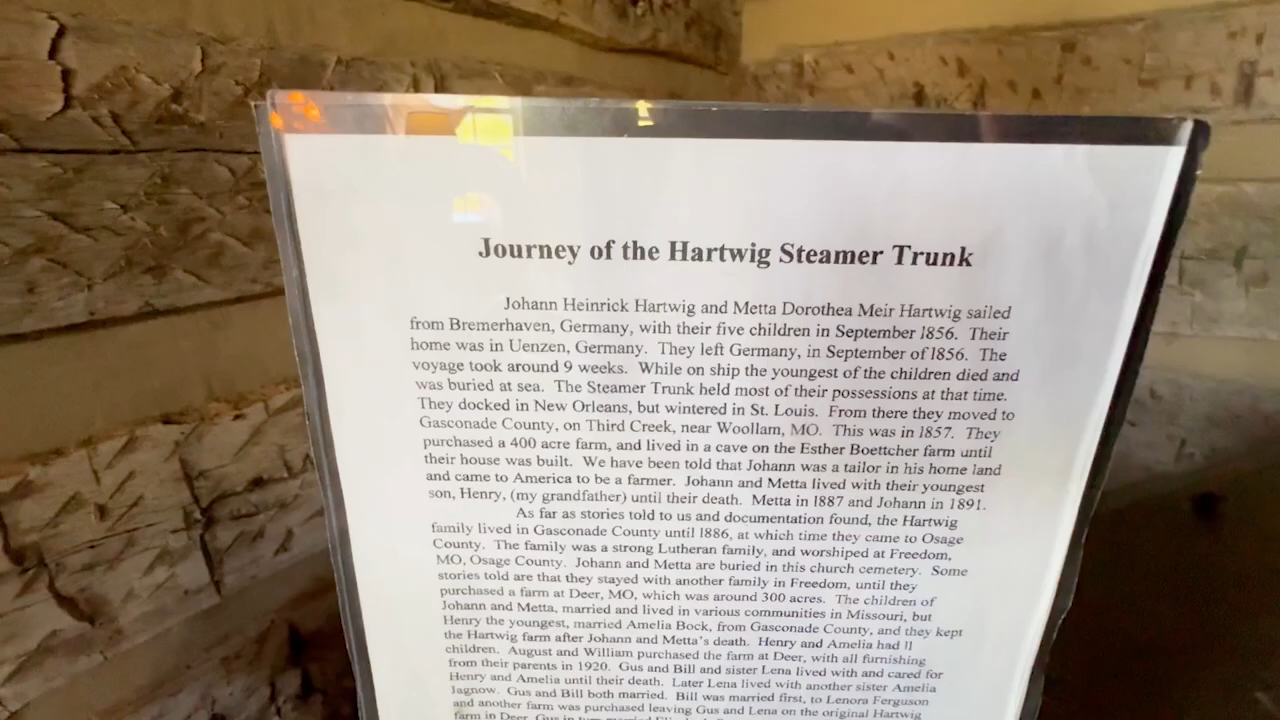 Journey of the Hartwig Steamer Trunk
Johann Heinrick Hartwig and Metta Dorothea Meir Hartwig sailed
from Bremerhaven, Germany, with their five children in September 1856. Their
home was in Uenzen, Germany. They left Germany, in September of 1856. The
voyage took around 9 weeks. While on ship the youngest of the children died and
was buried at sea. The Steamer Trunk held most of their possessions at that time.
They docked in New Orleans, but wintered in St. Louis. From there they moved to
Gasconade County, on Third Creek, near Woollam, MO. This was in 1857. They
purchased a 400 acre farm, and lived in a cave on the Esther Boettcher farm until
their house was built. We have been told that Johann was a tailor in his home land
and came to America to be a farmer. Johann and Metta lived with their youngest
son, Henry, (my grandfather) until their death. Metta in 1887 and Johann in 1891.
As far as stories told to us and documentation found, the Hartwig
family lived in Gasconade County until 1886, at which time they came to Osage
County. The family was a strong Lutheran family, and worshiped at Freedom,
MO, Osage County. Johann and Metta are buried in this church cemetery. Some
stories told are that they stayed with another family in Freedom, until they
purchased a farm at Deer, MO, which was around 300 acres. The children of
Johann and Metta, married and lived in various communities in Missouri, but
Henry the youngest, married Amelia Bock, from Gasconade County, and they kept
the Hartwig farm after Johann and Metta's death. Henry and Amelia had 11
children. August and William purchased the farm at Deer, with all furnishing
from their parents in 1920. Gus and Bill and sister Lena lived with and cared for
Henry and Amelia until their death. Later Lena lived with another sister Amelia
Jagnow. Gus and Bill both married. Bill was married first, to Lenora Ferguson
and another farm was purchased leaving Gus and Lena on the original Hartwig
farm in Deer. Gus in turn married